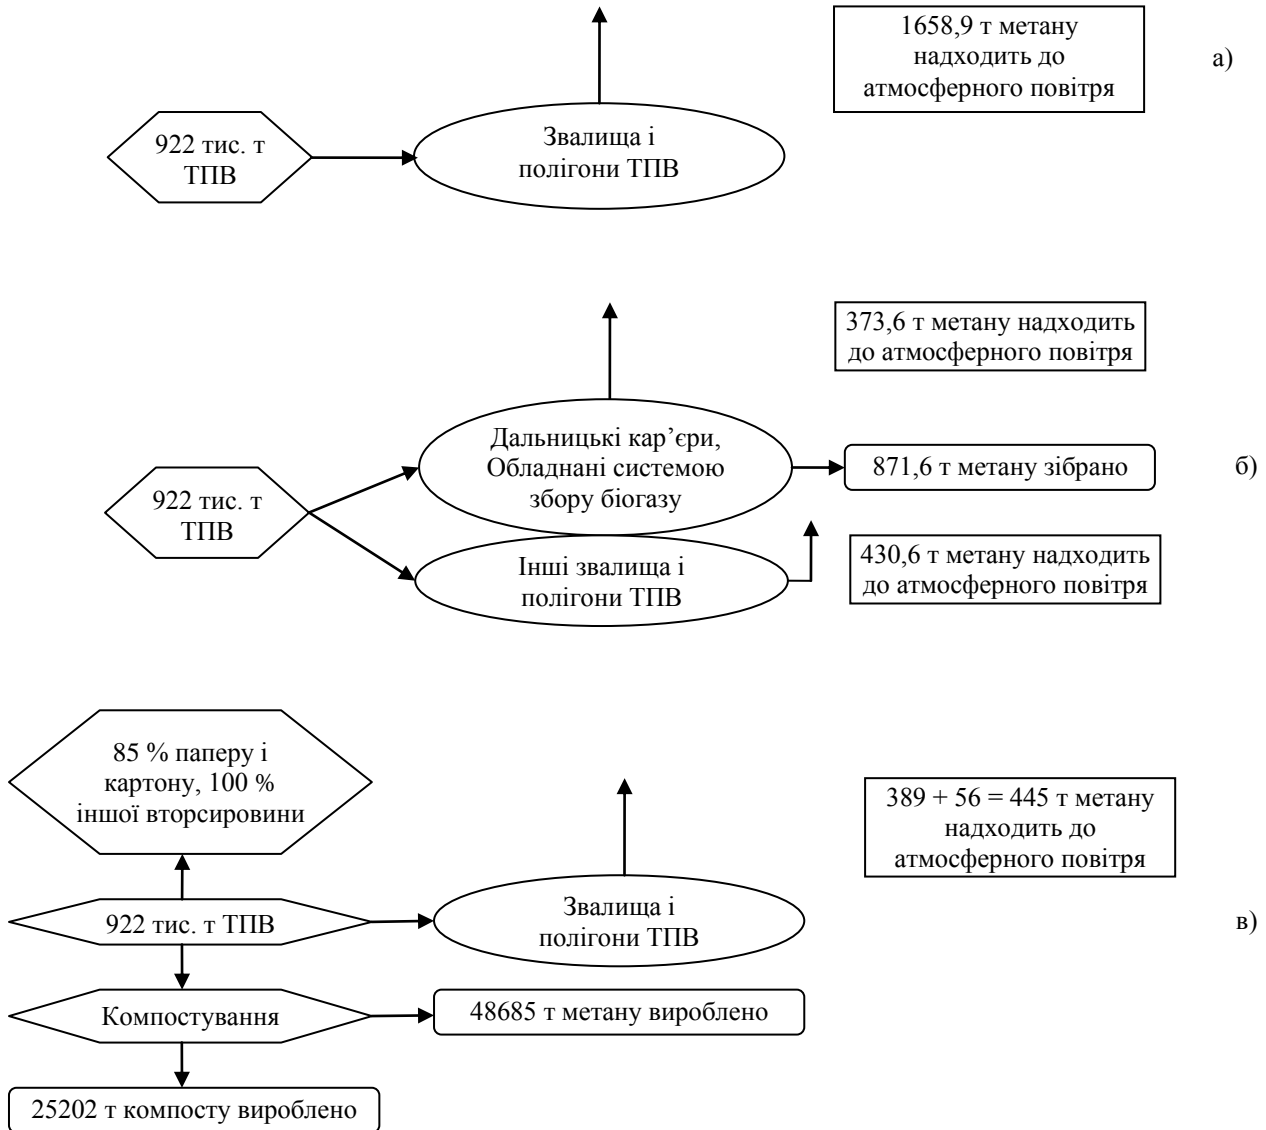 1658,9 т метану
надходить до
атмосферного повітря
а)
922 тис. т
ТПВ
Звалища і
полігони ТПВ
373,6 т метану надходить
до атмосферного повітря
Дальницькі кар’єри,
Обладнані системою
збору біогазу
871,6 т метану зібрано
б)
922 тис. т
ТПВ
Інші звалища і
полігони ТПВ
430,6 т метану надходить
до атмосферного повітря
85 % паперу і
картону, 100 %
іншої вторсировини
389 + 56 = 445 т метану
надходить до
атмосферного повітря
922 тис. т ТПВ
Звалища і
полігони ТПВ
в)
Компостування
48685 т метану вироблено
25202 т компосту вироблено